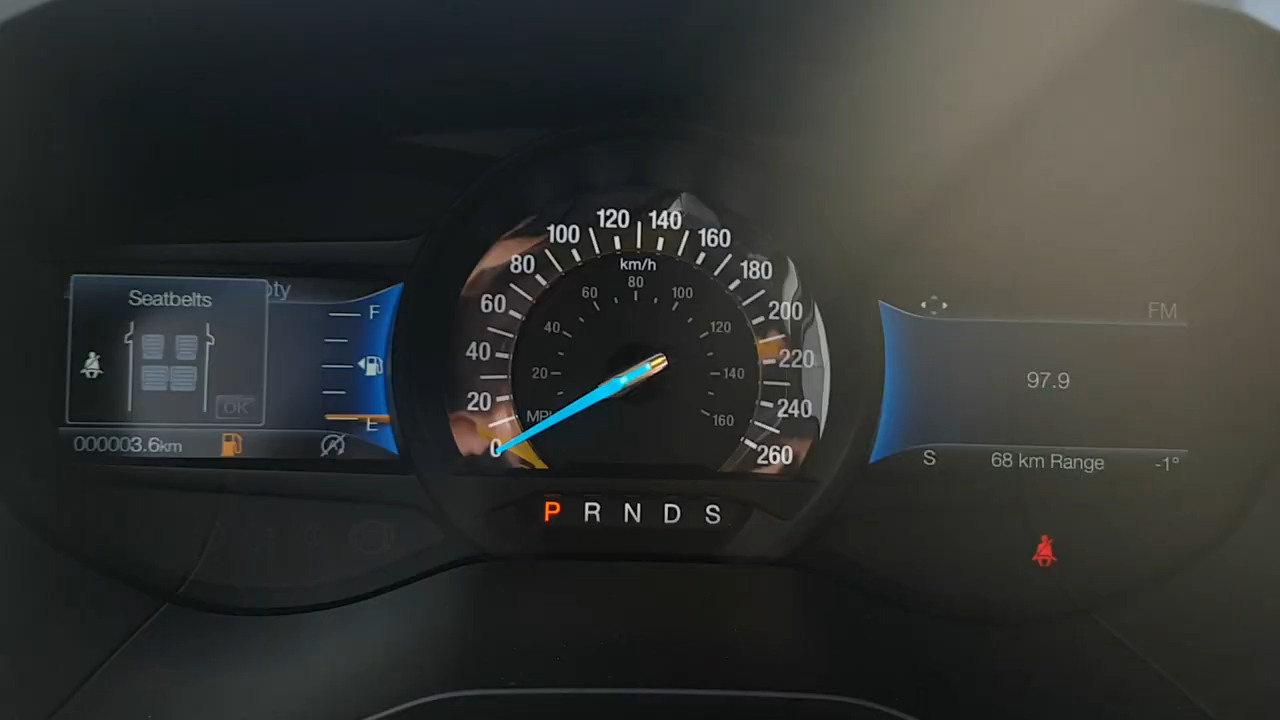 Seatbelts
OK
000003.6km
F
E
0
20
40
60
80
100
120
140
160
180
200
220
240
260
km/h
20
40
60
80
100
120
140
160
P R N D S
FM
97.9
S 68 km Range -1°